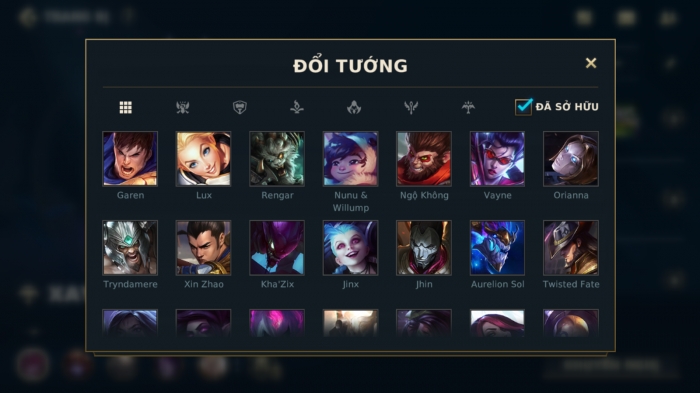 ĐỔI TƯỚNG
ĐÃ SỞ HỮU
Garen Lux Rengar Nunu & Willump Ngộ Không Vayne Orianna
Tryndamere Xin Zhao Kha'Zix Jinx Jhin Aurelion Sol Twisted Fate